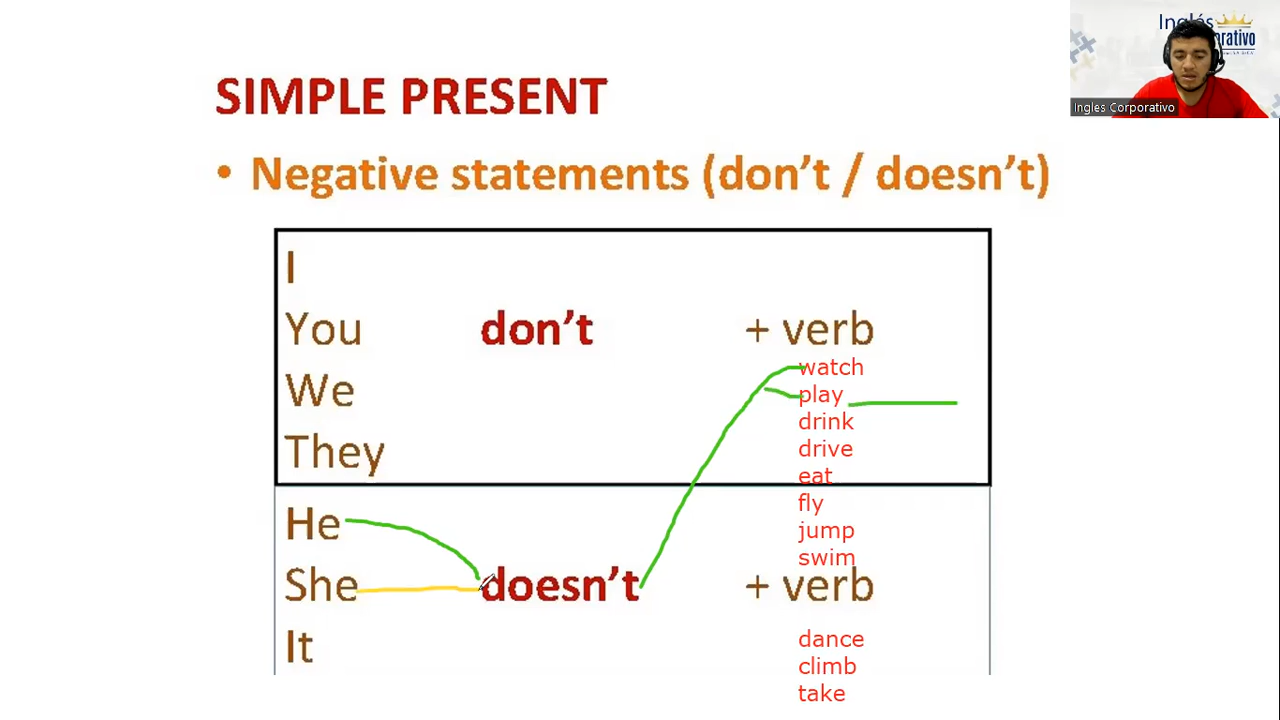 Inglés
Ingles Corporativo
SIMPLE PRESENT
• Negative statements (don’t / doesn’t)
I
You don’t + verb
watch
We
play
drink
drive
They
eat
fly
He
jump
swim
She doesn’t + verb
It
dance
climb
take